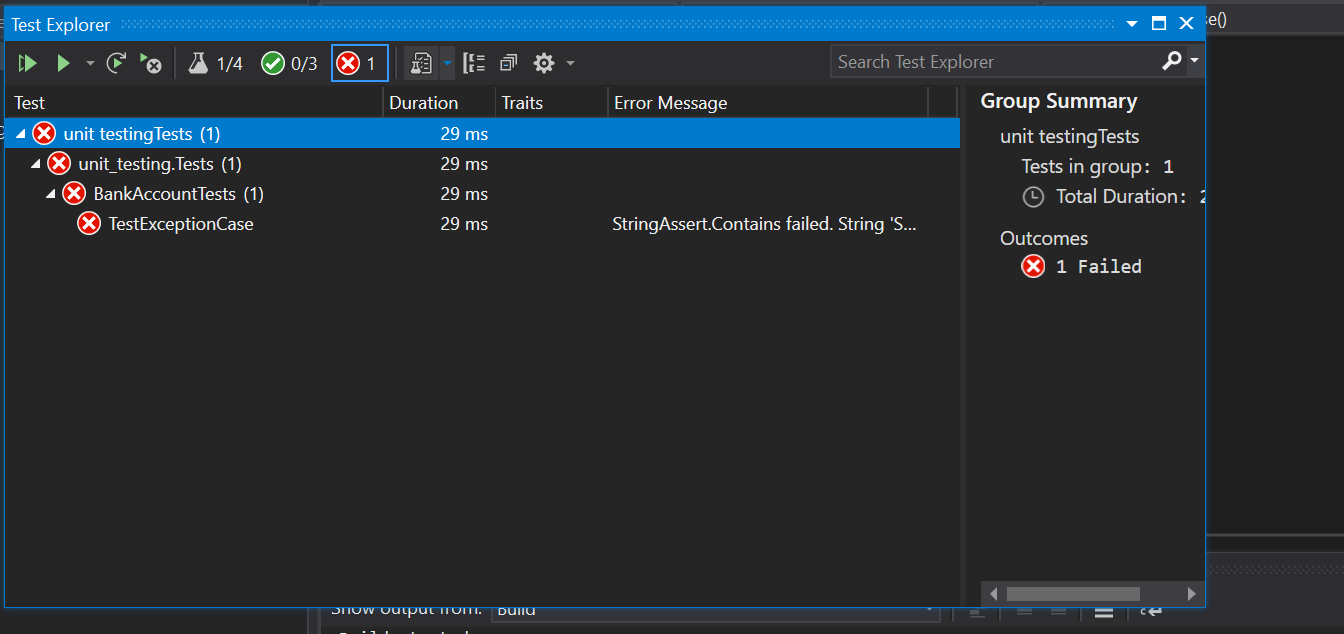 Test Explorer
se()
1/4 0/3 1
Search Test Explorer
Test Duration Traits Error Message
unit testingTests (1) 29 ms
unit_testing.Tests (1) 29 ms
BankAccountTests (1) 29 ms
TestExceptionCase 29 ms StringAssert.Contains failed. String 'S...
Group Summary
unit testingTests
Tests in group: 1
Total Duration: 2
Outcomes
1 Failed
Show output from: Build